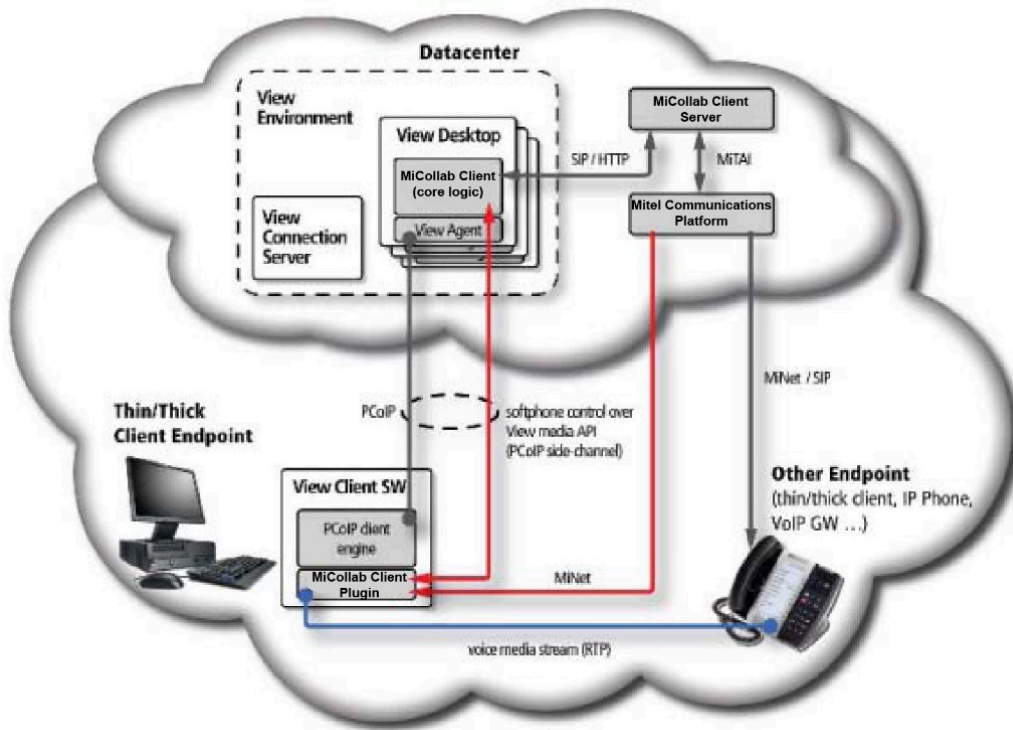 Datacenter
View
Environment
View Desktop
MiCollab Client
(core logic)
View Agent
View
Connection
Server
SIP / HTTP
MiCollab Client
Server
MiTAI
Mitel Communications
Platform
MiNet / SIP
PCoIP
softphone control over
View media API
(PCoIP side-channel)
Thin/Thick
Client Endpoint
View Client SW
PCoIP client
engine
MiCollab Client
Plugin
MiNet
Other Endpoint
(thin/thick client, IP Phone,
VoIP GW ...)
voice media stream (RTP)